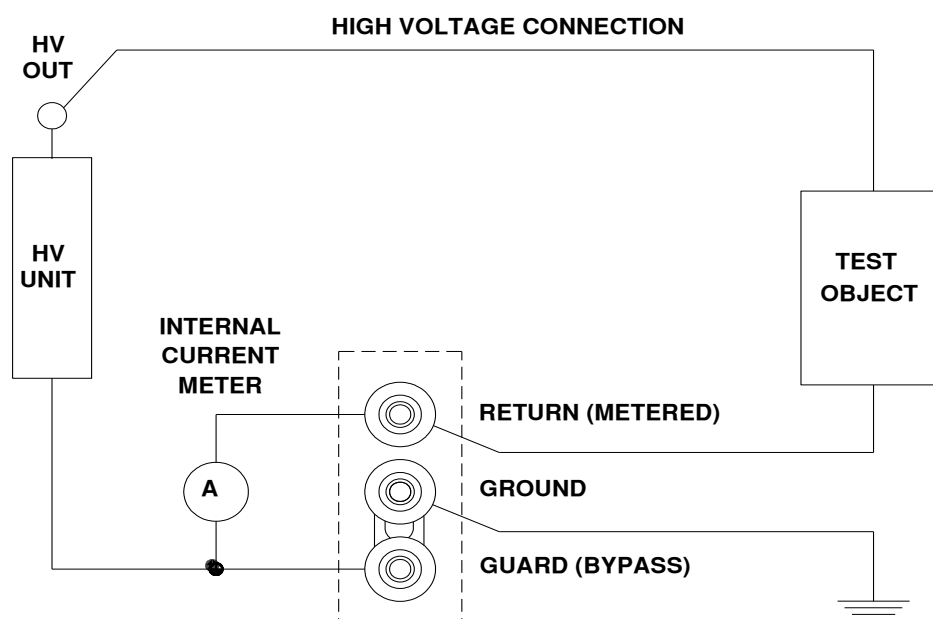 HIGH VOLTAGE CONNECTION
HV
OUT
HV
UNIT
TEST
OBJECT
INTERNAL
CURRENT
METER
RETURN (METERED)
A
GROUND
GUARD (BYPASS)